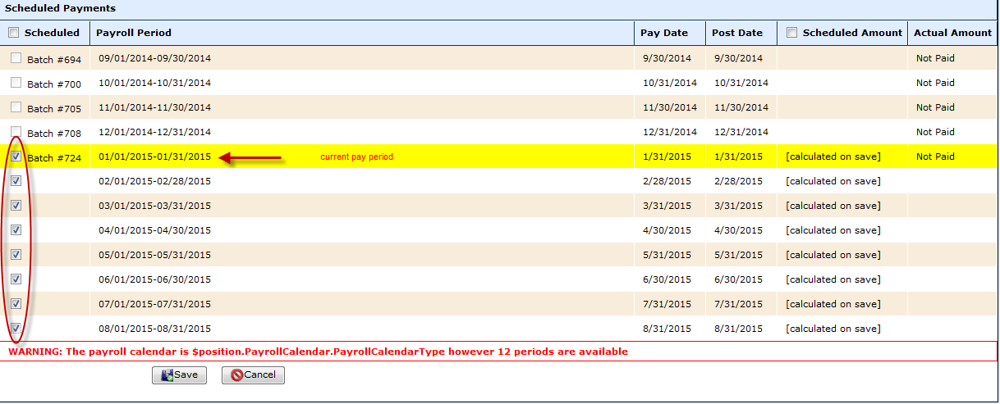 Scheduled Payments
Scheduled Payroll Period Pay Date Post Date Scheduled Amount Actual Amount
Batch #694 09/01/2014-09/30/2014 9/30/2014 9/30/2014 Not Paid
Batch #700 10/01/2014-10/31/2014 10/31/2014 10/31/2014 Not Paid
Batch #705 11/01/2014-11/30/2014 11/30/2014 11/30/2014 Not Paid
Batch #708 12/01/2014-12/31/2014 12/31/2014 12/31/2014 Not Paid
Batch #724 01/01/2015-01/31/2015 current pay period 1/31/2015 1/31/2015 [calculated on save] Not Paid
02/01/2015-02/28/2015 2/28/2015 2/28/2015 [calculated on save]
03/01/2015-03/31/2015 3/31/2015 3/31/2015 [calculated on save]
04/01/2015-04/30/2015 4/30/2015 4/30/2015 [calculated on save]
05/01/2015-05/31/2015 5/31/2015 5/31/2015 [calculated on save]
06/01/2015-06/30/2015 6/30/2015 6/30/2015 [calculated on save]
07/01/2015-07/31/2015 7/31/2015 7/31/2015 [calculated on save]
08/01/2015-08/31/2015 8/31/2015 8/31/2015 [calculated on save]
WARNING: The payroll calendar is $position.PayrollCalendar.PayrollCalendarType however 12 periods are available
Save Cancel